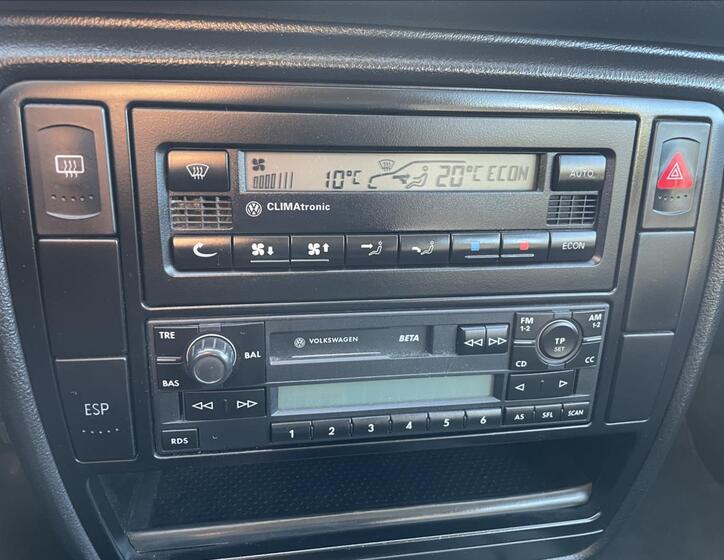 10°C 20°C ECON
AUTO
CLIMAtronic
ECON
TRE
BAL
BAS
VOLKSWAGEN BETA
FM
1-2
AM
1-2
TP
SET
CD
CC
ESP
RDS
1 2 3 4 5 6
AS SFL SCAN